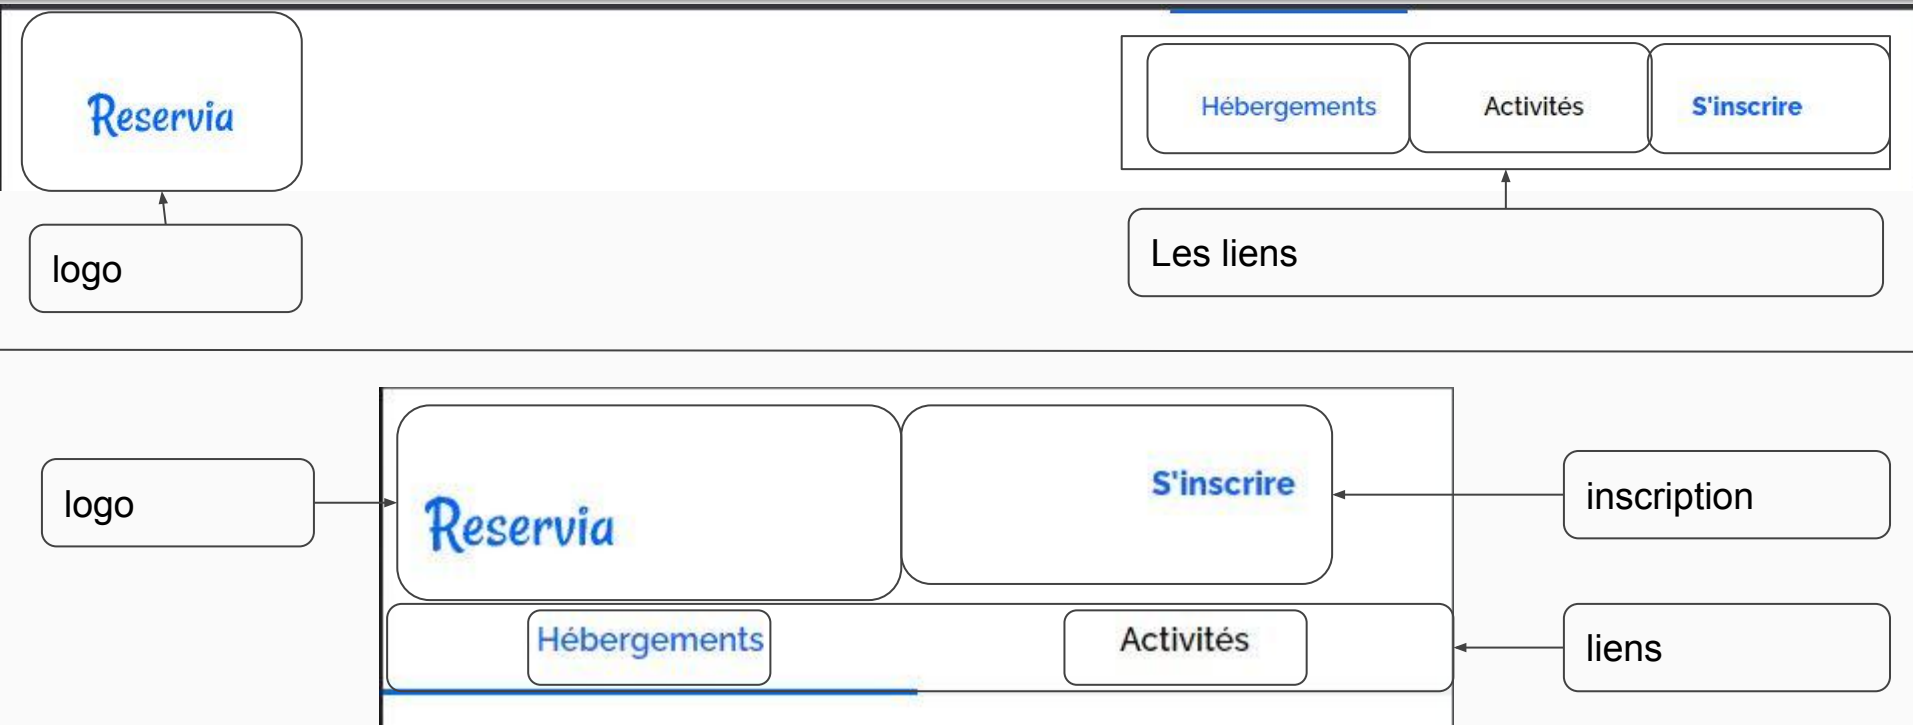 Reservia
Hébergements
Activités
S'inscrire
logo
Les liens
logo
Reservia
S'inscrire
inscription
Hébergements
Activités
liens